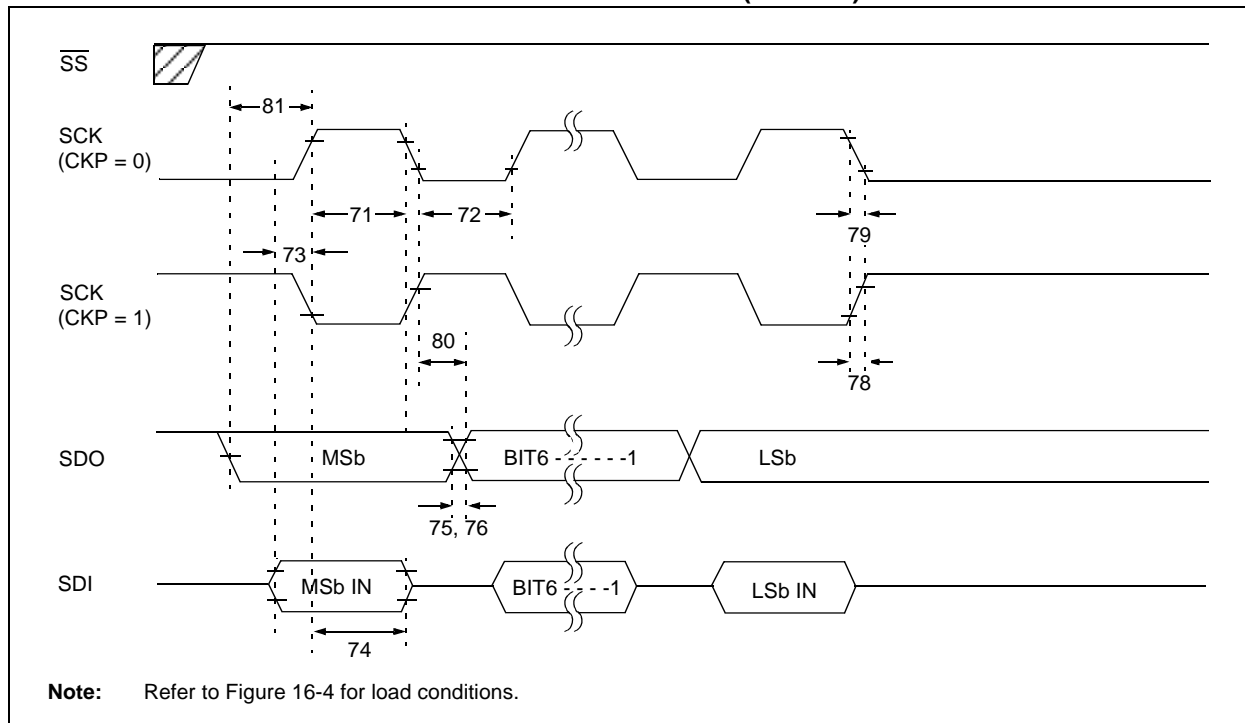 SS
81
SCK
(CKP = 0)
71
72
79
73
SCK
(CKP = 1)
80
78
SDO
MSb
BIT6 - - - - - -1
LSb
75, 76
SDI
MSb IN
BIT6 - - - -1
LSb IN
74
Note: Refer to Figure 16-4 for load conditions.